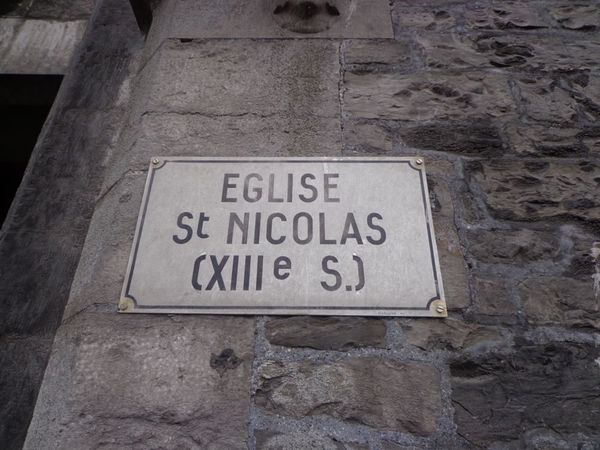 EGLISE
St NICOLAS
(XIIIe S.)